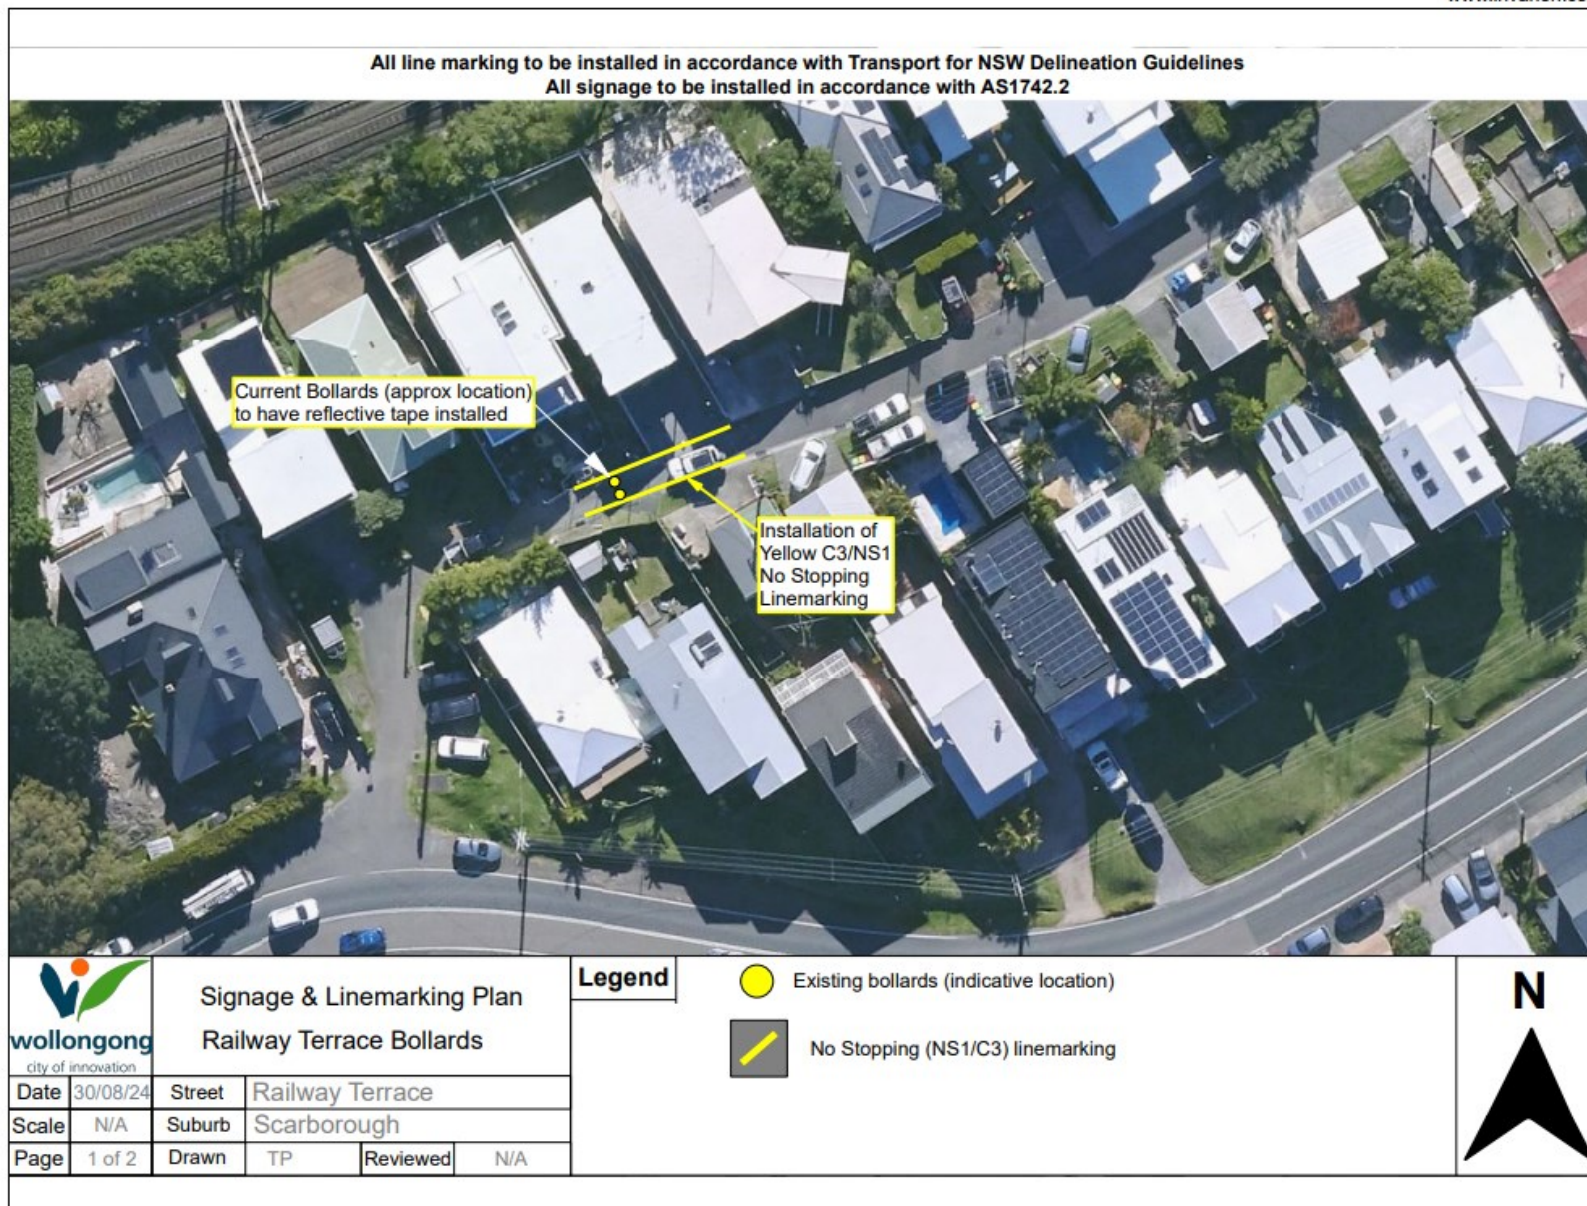 All line marking to be installed in accordance with Transport for NSW Delineation Guidelines
All signage to be installed in accordance with AS1742.2
Current Bollards (approx location)
to have reflective tape installed
Installation of
Yellow C3/NS1
No Stopping
Linemarking
wollongong
city of innovation
Signage & Linemarking Plan
Railway Terrace Bollards
Date 30/08/24 Street Railway Terrace
Scale N/A Suburb Scarborough
Page 1 of 2 Drawn TP Reviewed N/A
Legend
Existing bollards (indicative location)
No Stopping (NS1/C3) linemarking
N